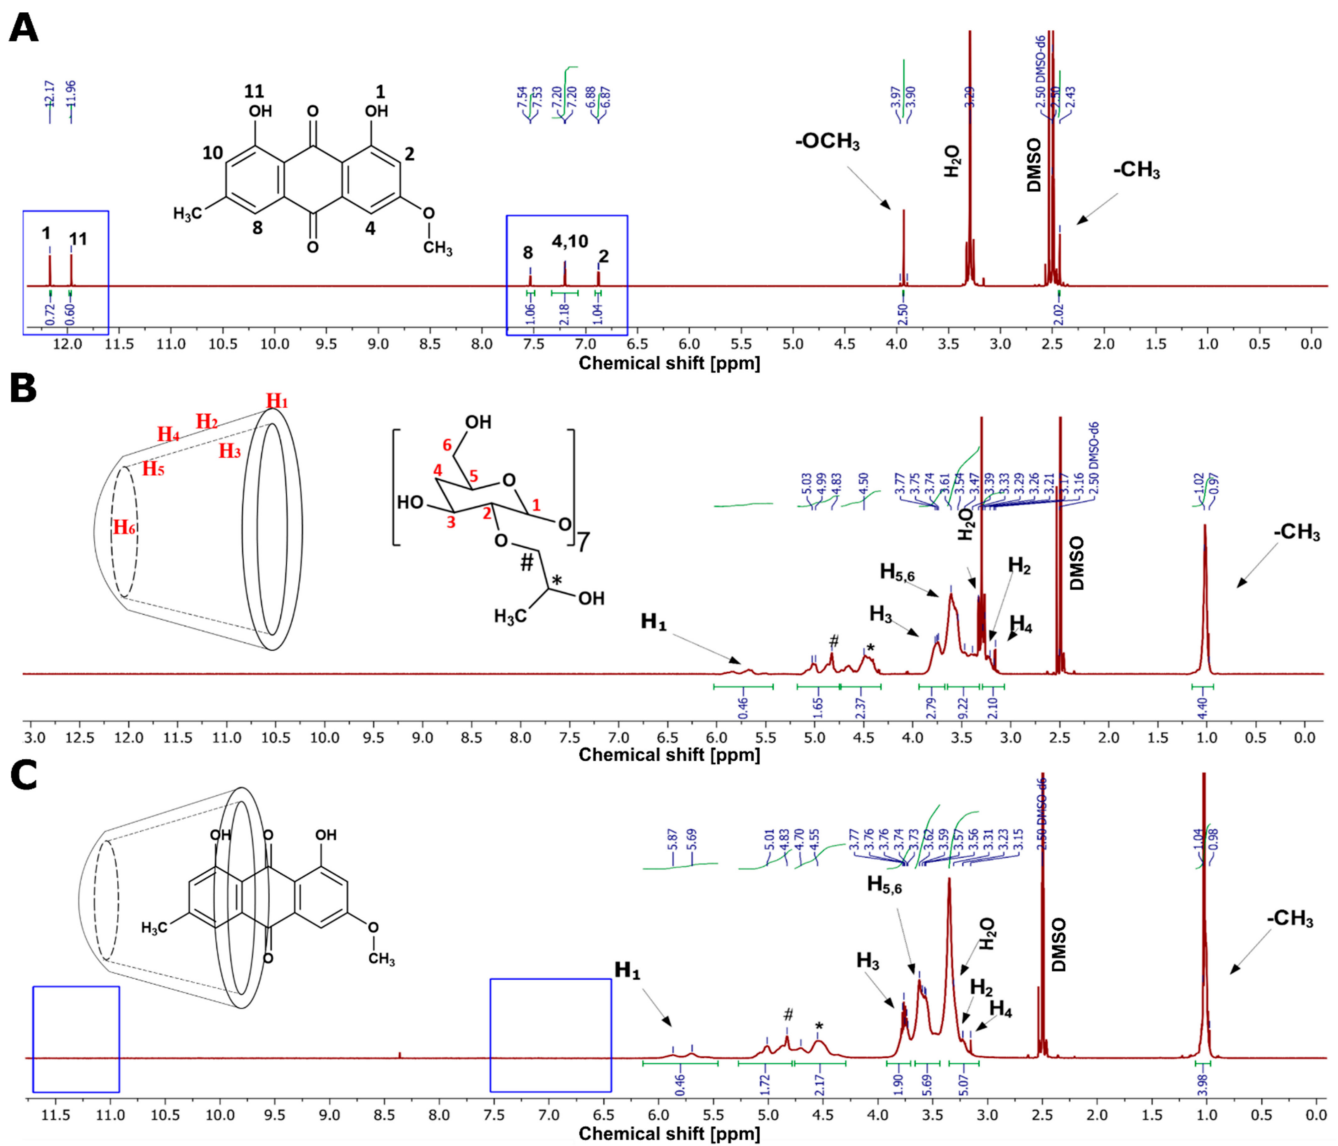 A
12.17
11.96
7.54
7.53
7.20
7.20
6.88
6.87
3.97
3.90
3.29
2.50 DMSO-d6
2.50
2.43
11
OH
O
1
OH
10
2
H₃C
8
O
4
O
CH₃
-OCH₃
H₂O
DMSO
-CH₃
1
11
8
4,10
2
0.72
0.60
1.06
2.18
1.04
2.50
2.02
12.0 11.5 11.0 10.5 10.0 9.5 9.0 8.5 8.0 7.5 7.0 6.5 6.0 5.5 5.0 4.5 4.0 3.5 3.0 2.5 2.0 1.5 1.0 0.5 0.0
Chemical shift [ppm]
B
H₁
H₂
H₄
H₃
H₅
H₆
OH
6
4
5
O
HO
1
3
2
O
7
O
#
*
H₃C
OH
5.03
4.99
4.83
4.50
3.77
3.75
3.74
3.61
3.54
3.47
3.39
3.33
3.29
3.26
3.21
3.17
3.16
2.50 DMSO-d6
1.02
0.97
H₁
#
*
H₃
H₅,₆
H₂O
H₂
H₄
DMSO
-CH₃
0.46
1.65
2.37
2.79
9.22
2.10
4.40
3.0 12.5 12.0 11.5 11.0 10.5 10.0 9.5 9.0 8.5 8.0 7.5 7.0 6.5 6.0 5.5 5.0 4.5 4.0 3.5 3.0 2.5 2.0 1.5 1.0 0.5 0.0
Chemical shift [ppm]
C
OH
O
OH
H₃C
O
O
CH₃
5.87
5.69
5.01
4.83
4.70
4.55
3.77
3.76
3.76
3.74
3.73
3.62
3.59
3.57
3.56
3.31
3.23
3.15
2.50 DMSO-d6
1.04
0.98
H₁
#
*
H₃
H₅,₆
H₂O
H₂
H₄
DMSO
-CH₃
0.46
1.72
2.17
1.90
5.69
5.07
3.98
11.5 11.0 10.5 10.0 9.5 9.0 8.5 8.0 7.5 7.0 6.5 6.0 5.5 5.0 4.5 4.0 3.5 3.0 2.5 2.0 1.5 1.0 0.5 0.0
Chemical shift [ppm]